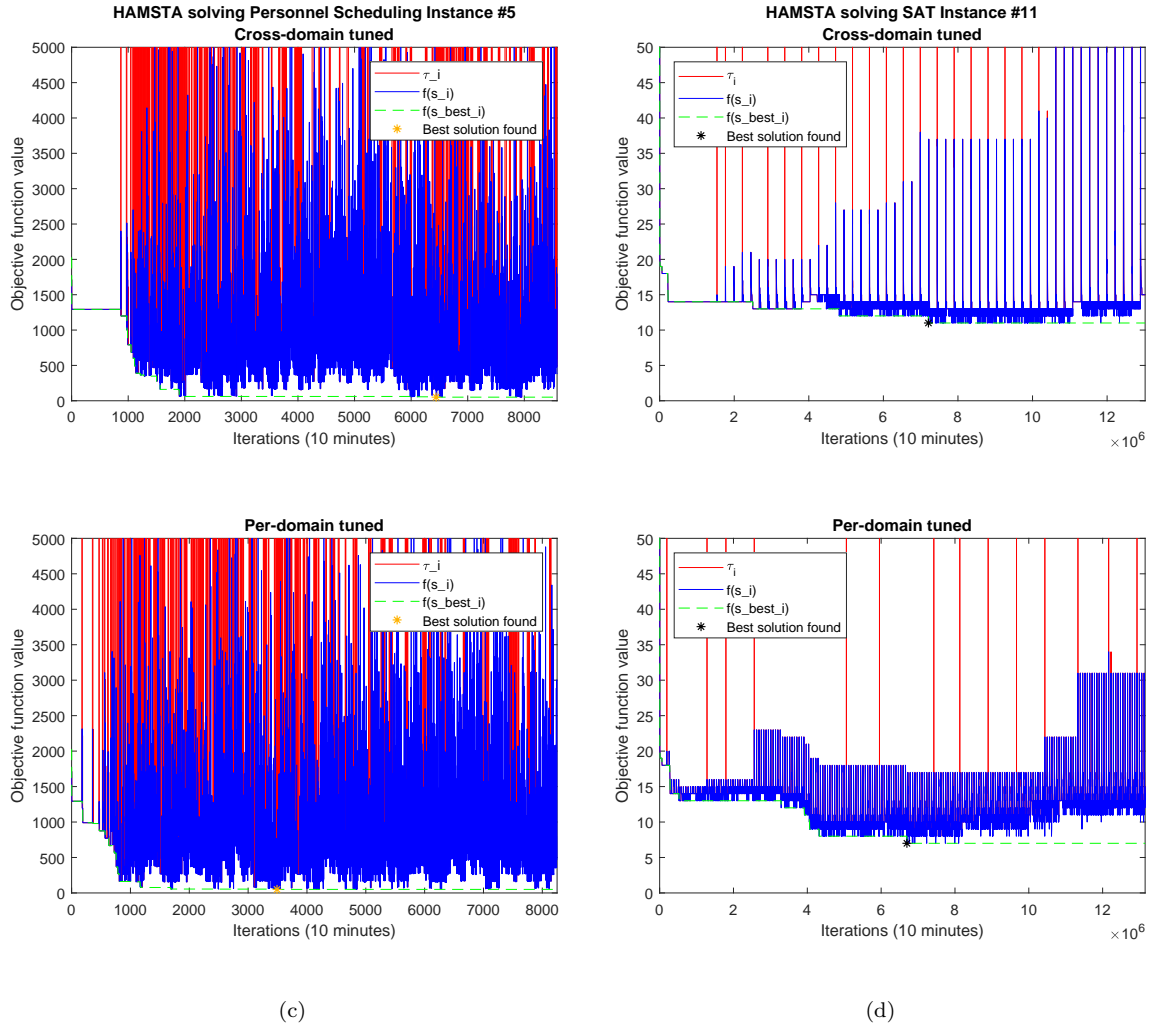 HAMSTA solving Personnel Scheduling Instance #5
Cross-domain tuned
5000
4500
4000
3500
3000
2500
2000
1500
1000
500
0
Objective function value
τ_i
f(s_i)
f(s_best_i)
Best solution found
0 1000 2000 3000 4000 5000 6000 7000 8000
Iterations (10 minutes)
HAMSTA solving SAT Instance #11
Cross-domain tuned
50
45
40
35
30
25
20
15
10
5
0
Objective function value
τi
f(s_i)
f(s_best_i)
Best solution found
0 2 4 6 8 10 12
×10^6
Iterations (10 minutes)
Per-domain tuned
5000
4500
4000
3500
3000
2500
2000
1500
1000
500
0
Objective function value
τ_i
f(s_i)
f(s_best_i)
Best solution found
0 1000 2000 3000 4000 5000 6000 7000 8000
Iterations (10 minutes)
Per-domain tuned
50
45
40
35
30
25
20
15
10
5
0
Objective function value
τi
f(s_i)
f(s_best_i)
Best solution found
0 2 4 6 8 10 12
×10^6
Iterations (10 minutes)
(c)
(d)